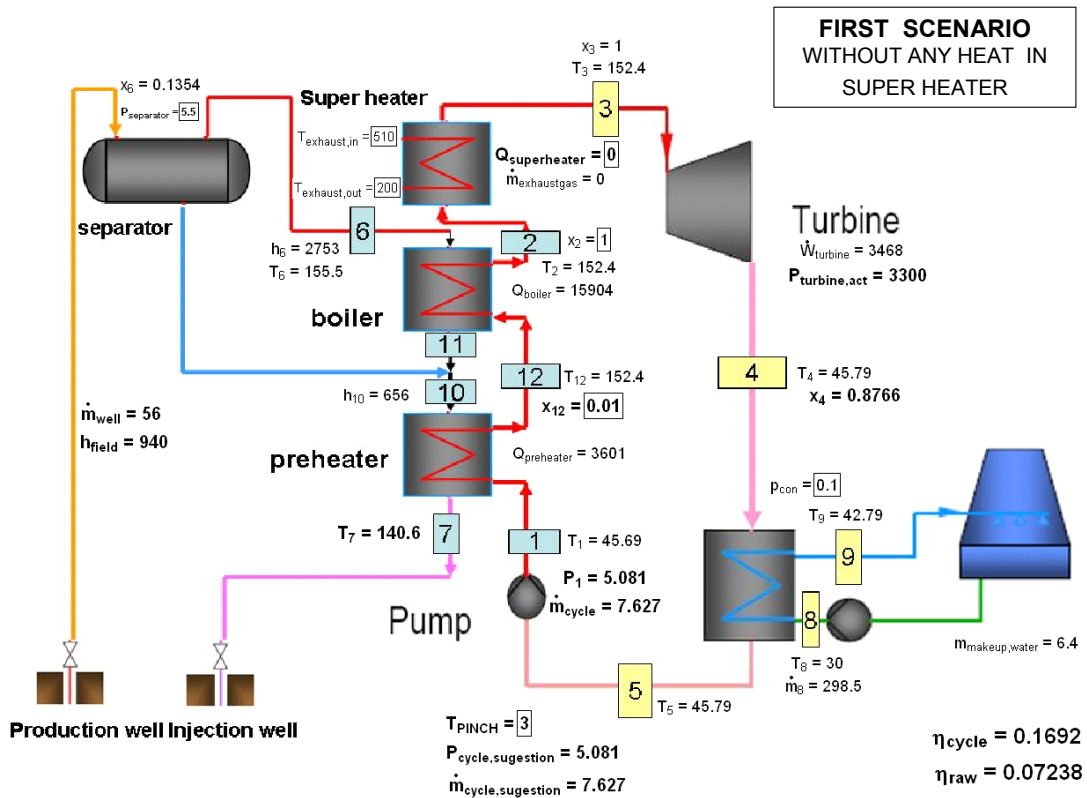 FIRST SCENARIO
WITHOUT ANY HEAT IN
SUPER HEATER
x3 = 1
T3 = 152.4
3
x6 = 0.1354
Pseparator = 5.5
separator
Super heater
Texhaust,in = 510
Texhaust,out = 200
Qsuperheater = 0
ṁexhaustgas = 0
Turbine
Ẇturbine = 3468
Pturbine,act = 3300
6
h6 = 2753
T6 = 155.5
2
x2 = 1
T2 = 152.4
Qboiler = 15904
boiler
11
10
h10 = 656
12
T12 = 152.4
x12 = 0.01
4
T4 = 45.79
x4 = 0.8766
ṁwell = 56
hfield = 940
preheater
Qpreheater = 3601
pcon = 0.1
T9 = 42.79
9
T7 = 140.6
7
1
T1 = 45.69
P1 = 5.081
ṁcycle = 7.627
Pump
8
T8 = 30
ṁ8 = 298.5
mmakeup,water = 6.4
5
T5 = 45.79
Production well
Injection well
TPINCH = 3
Pcycle,sugestion = 5.081
ṁcycle,sugestion = 7.627
ηcycle = 0.1692
ηraw = 0.07238